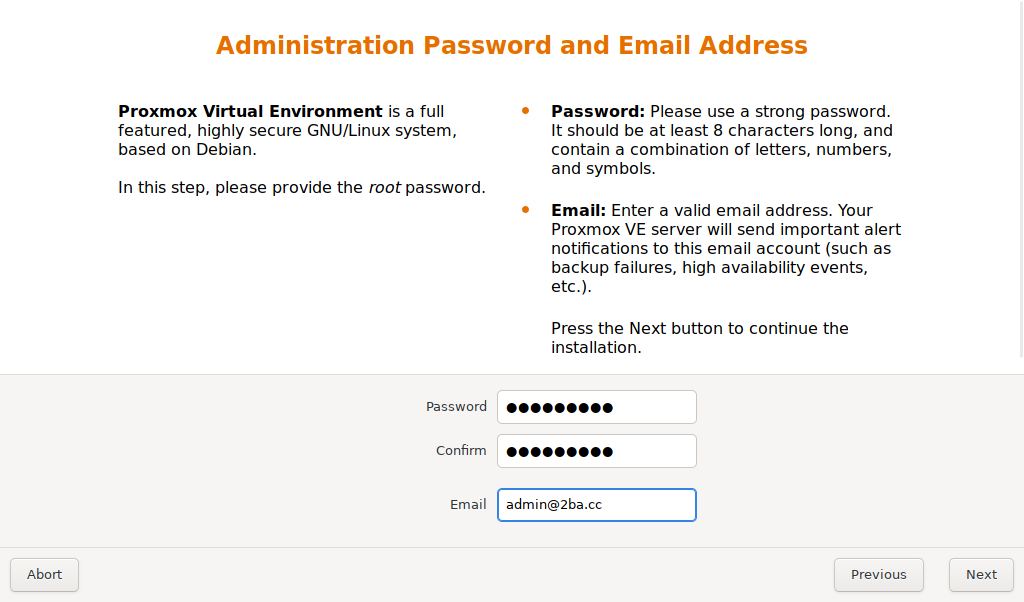 Administration Password and Email Address
Proxmox Virtual Environment is a full
featured, highly secure GNU/Linux system,
based on Debian.
In this step, please provide the root password.
• Password: Please use a strong password.
It should be at least 8 characters long, and
contain a combination of letters, numbers,
and symbols.
• Email: Enter a valid email address. Your
Proxmox VE server will send important alert
notifications to this email account (such as
backup failures, high availability events,
etc.).
Press the Next button to continue the
installation.
Password ●●●●●●●●●
Confirm ●●●●●●●●●
Email admin@2ba.cc
Abort Previous Next